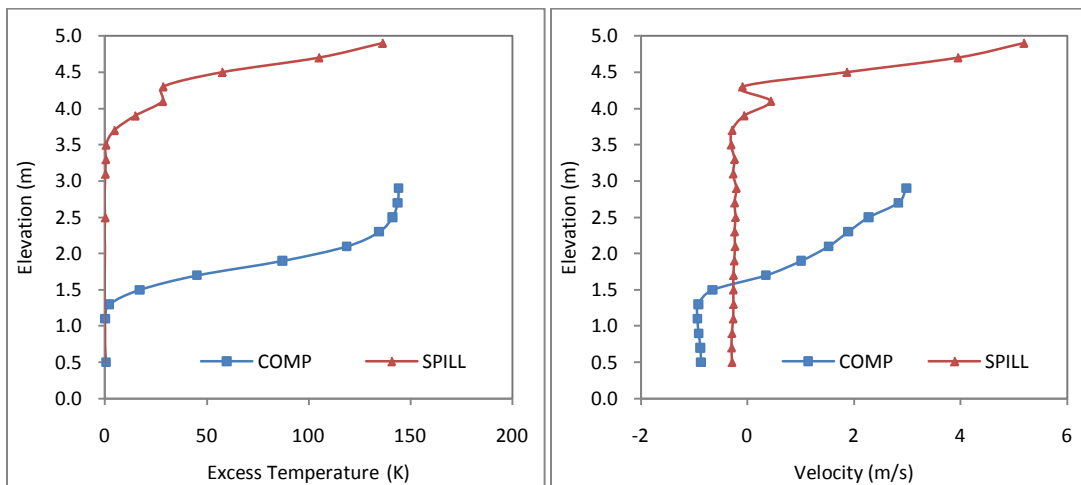 5.0
4.5
4.0
3.5
3.0
2.5
2.0
1.5
1.0
0.5
0.0
Elevation (m)
COMP SPILL
0 50 100 150 200
Excess Temperature (K)
5.0
4.5
4.0
3.5
3.0
2.5
2.0
1.5
1.0
0.5
0.0
Elevation (m)
COMP SPILL
-2 0 2 4 6
Velocity (m/s)